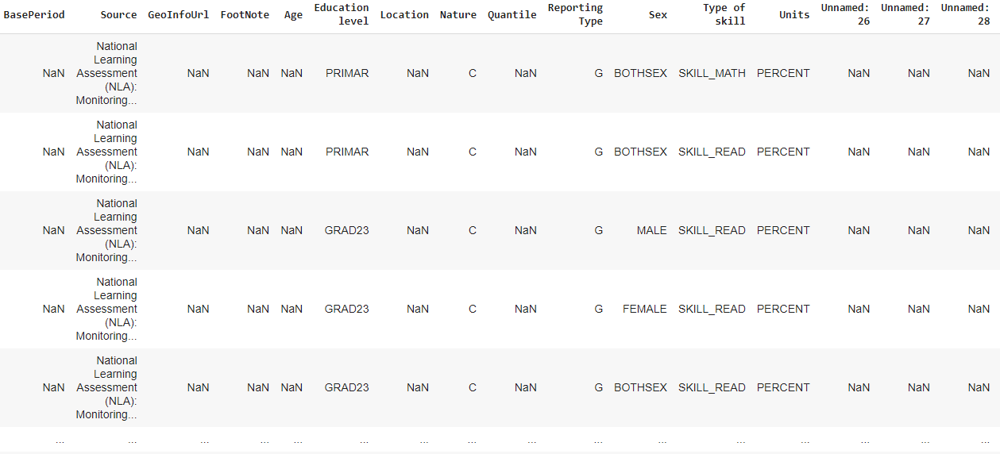 BasePeriod Source GeoInfoUrl FootNote Age Education level Location Nature Quantile Reporting Type Sex Type of skill Units Unnamed: 26 Unnamed: 27 Unnamed: 28
NaN National Learning Assessment (NLA): Monitoring... NaN NaN NaN PRIMAR NaN C NaN G BOTHSEX SKILL_MATH PERCENT NaN NaN NaN
NaN National Learning Assessment (NLA): Monitoring... NaN NaN NaN PRIMAR NaN C NaN G BOTHSEX SKILL_READ PERCENT NaN NaN NaN
NaN National Learning Assessment (NLA): Monitoring... NaN NaN NaN GRAD23 NaN C NaN G MALE SKILL_READ PERCENT NaN NaN NaN
NaN National Learning Assessment (NLA): Monitoring... NaN NaN NaN GRAD23 NaN C NaN G FEMALE SKILL_READ PERCENT NaN NaN NaN
NaN National Learning Assessment (NLA): Monitoring... NaN NaN NaN GRAD23 NaN C NaN G BOTHSEX SKILL_READ PERCENT NaN NaN NaN
... ... ... ... ... ... ... ... ... ... ... ... ... ... ... ...